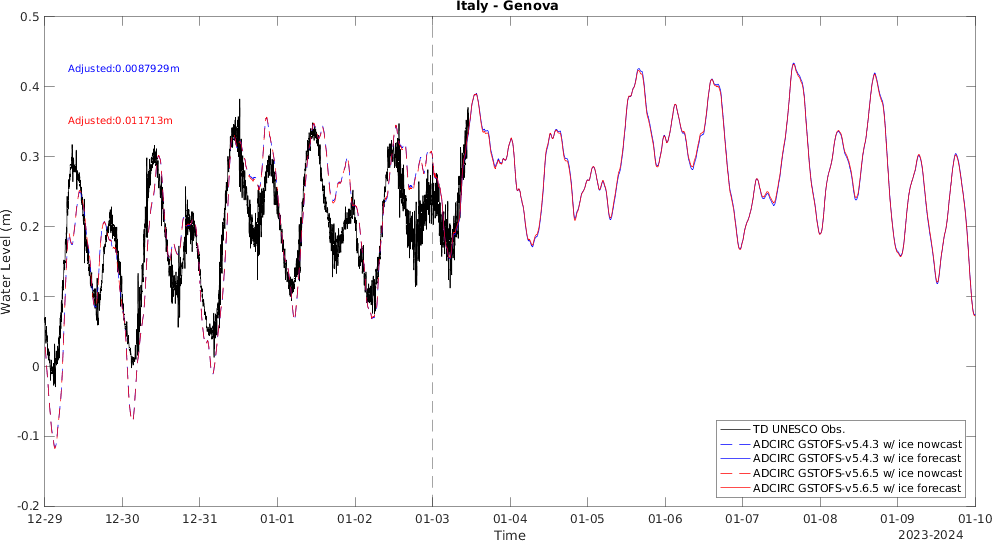 Italy - Genova
Adjusted:0.0087929m
Adjusted:0.011713m
Water Level (m)
0.5
0.4
0.3
0.2
0.1
0
-0.1
-0.2
TD UNESCO Obs.
ADCIRC GSTOFS-v5.4.3 w/ ice nowcast
ADCIRC GSTOFS-v5.4.3 w/ ice forecast
ADCIRC GSTOFS-v5.6.5 w/ ice nowcast
ADCIRC GSTOFS-v5.6.5 w/ ice forecast
12-29 12-30 12-31 01-01 01-02 01-03 01-04 01-05 01-06 01-07 01-08 01-09 01-10
Time
2023-2024